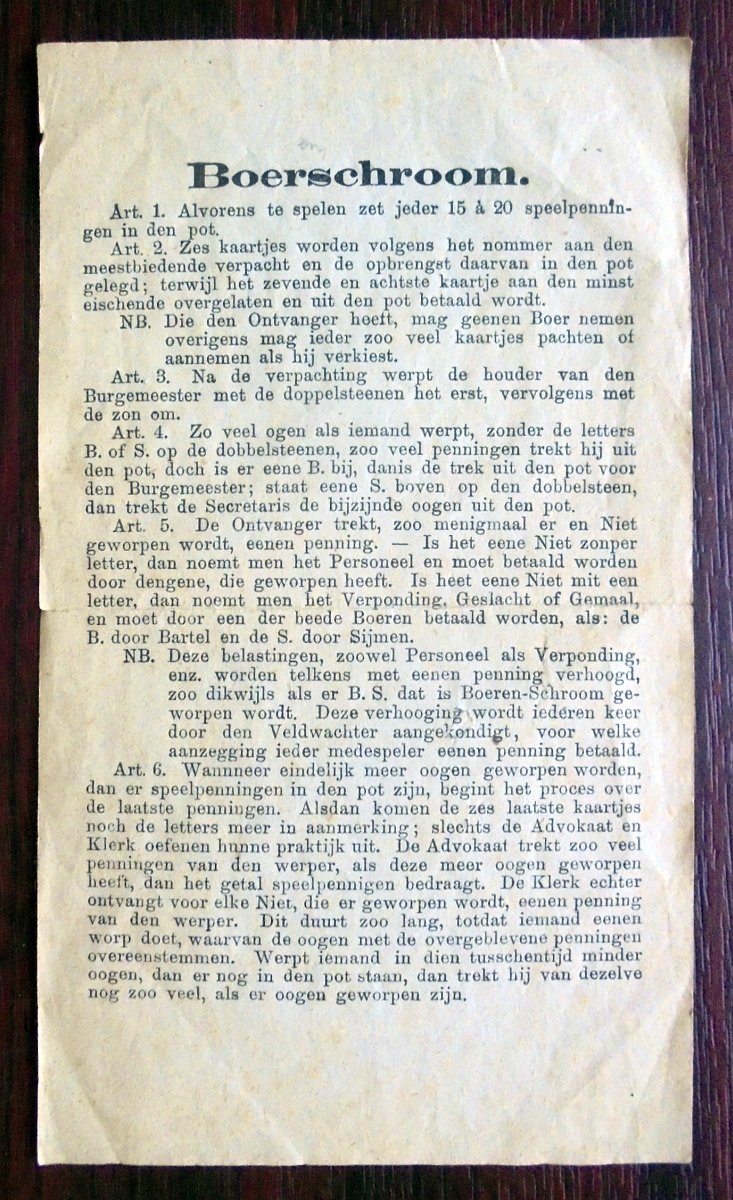 en
Boerschroom.
Art. 1. Alvorens te spelen zet jeder 15 à 20 speelpennin-
gen in den pot.
Art. 2. Zes kaartjes worden volgens het nommer aan den
meestbiedende verpacht en de opbrengst daarvan in den pot
gelegd; terwijl het zevende en achtste kaartje aan den minst
eischende overgelaten en uit den pot betaald wordt.
NB. Die den Ontvanger heeft, mag geenen Boer nemen
overigens mag ieder zoo veel kaartjes pachten of
aannemen als hij verkiest.
Art. 3. Na de verpachting werpt de houder van den
Burgemeester met de doppelsteenen het erst, vervolgens met
de zon om.
Art. 4. Zo veel ogen als iemand werpt, zonder de letters
B. of S. op de dobbelsteenen, zoo veel penningen trekt hij uit
den pot, doch is er eene B. bij, danis de trek uit den pot voor
den Burgemeester; staat eene S. boven op den dobbelsteen,
dan trekt de Secretaris de bijzijnde oogen uit den pot.
Art. 5. De Ontvanger trekt, zoo menigmaal er en Niet
geworpen wordt, eenen penning. — Is het eene Niet zonper
letter, dan noemt men het Personeel en moet betaald worden
door dengene, die geworpen heeft. Is heet eene Niet mit een
letter, dan noemt men het Verponding, Geslacht of Gemaal,
en moet door een der beede Boeren betaald worden, als: de
B. door Bartel en de S. door Sijmen.
NB. Deze belastingen, zoowel Personeel als Verponding,
enz. worden telkens met eenen penning verhoogd,
zoo dikwijls als er B. S. dat is Boeren-Schroom ge-
worpen wordt. Deze verhooging wordt iederen keer
door den Veldwachter aangekondigt, voor welke
aanzegging ieder medespeler eenen penning betaald.
Art. 6. Wannneer eindelijk meer oogen geworpen worden,
dan er speelpenningen in den pot zijn, begint het proces over
de laatste penningen. Alsdan komen de zes laatste kaartjes
noch de letters meer in aanmerking; slechts de Advokaat en
Klerk oefenen hunne praktijk uit. De Advokaat trekt zoo veel
penningen van den werper, als deze meer oogen geworpen
heeft, dan het getal speelpennigen bedraagt. De Klerk echter
ontvangt voor elke Niet, die er geworpen wordt, eenen penning
van den werper. Dit duurt zoo lang, totdat iemand eenen
worp doet, waarvan de oogen met de overgeblevene penningen
overeenstemmen. Werpt iemand in dien tusschentijd minder
oogen, dan er nog in den pot staan, dan trekt hij van dezelve
nog zoo veel, als er oogen geworpen zijn.